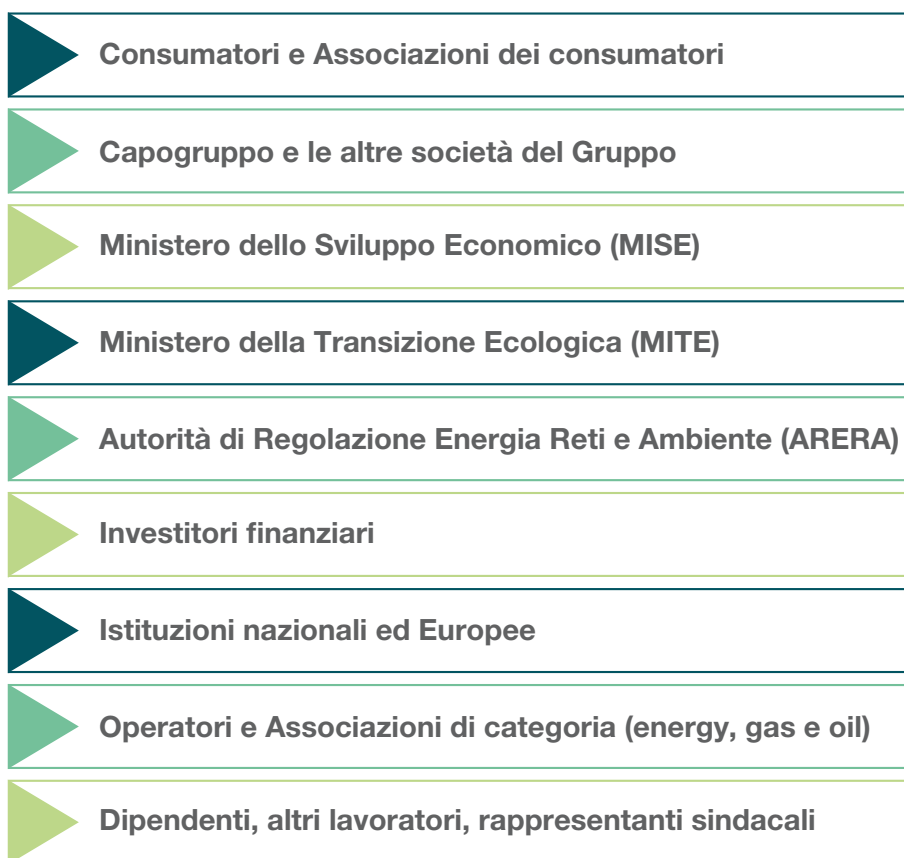 Consumatori e Associazioni dei consumatori
Capogruppo e le altre società del Gruppo
Ministero dello Sviluppo Economico (MISE)
Ministero della Transizione Ecologica (MITE)
Autorità di Regolazione Energia Reti e Ambiente (ARERA)
Investitori finanziari
Istituzioni nazionali ed Europee
Operatori e Associazioni di categoria (energy, gas e oil)
Dipendenti, altri lavoratori, rappresentanti sindacali